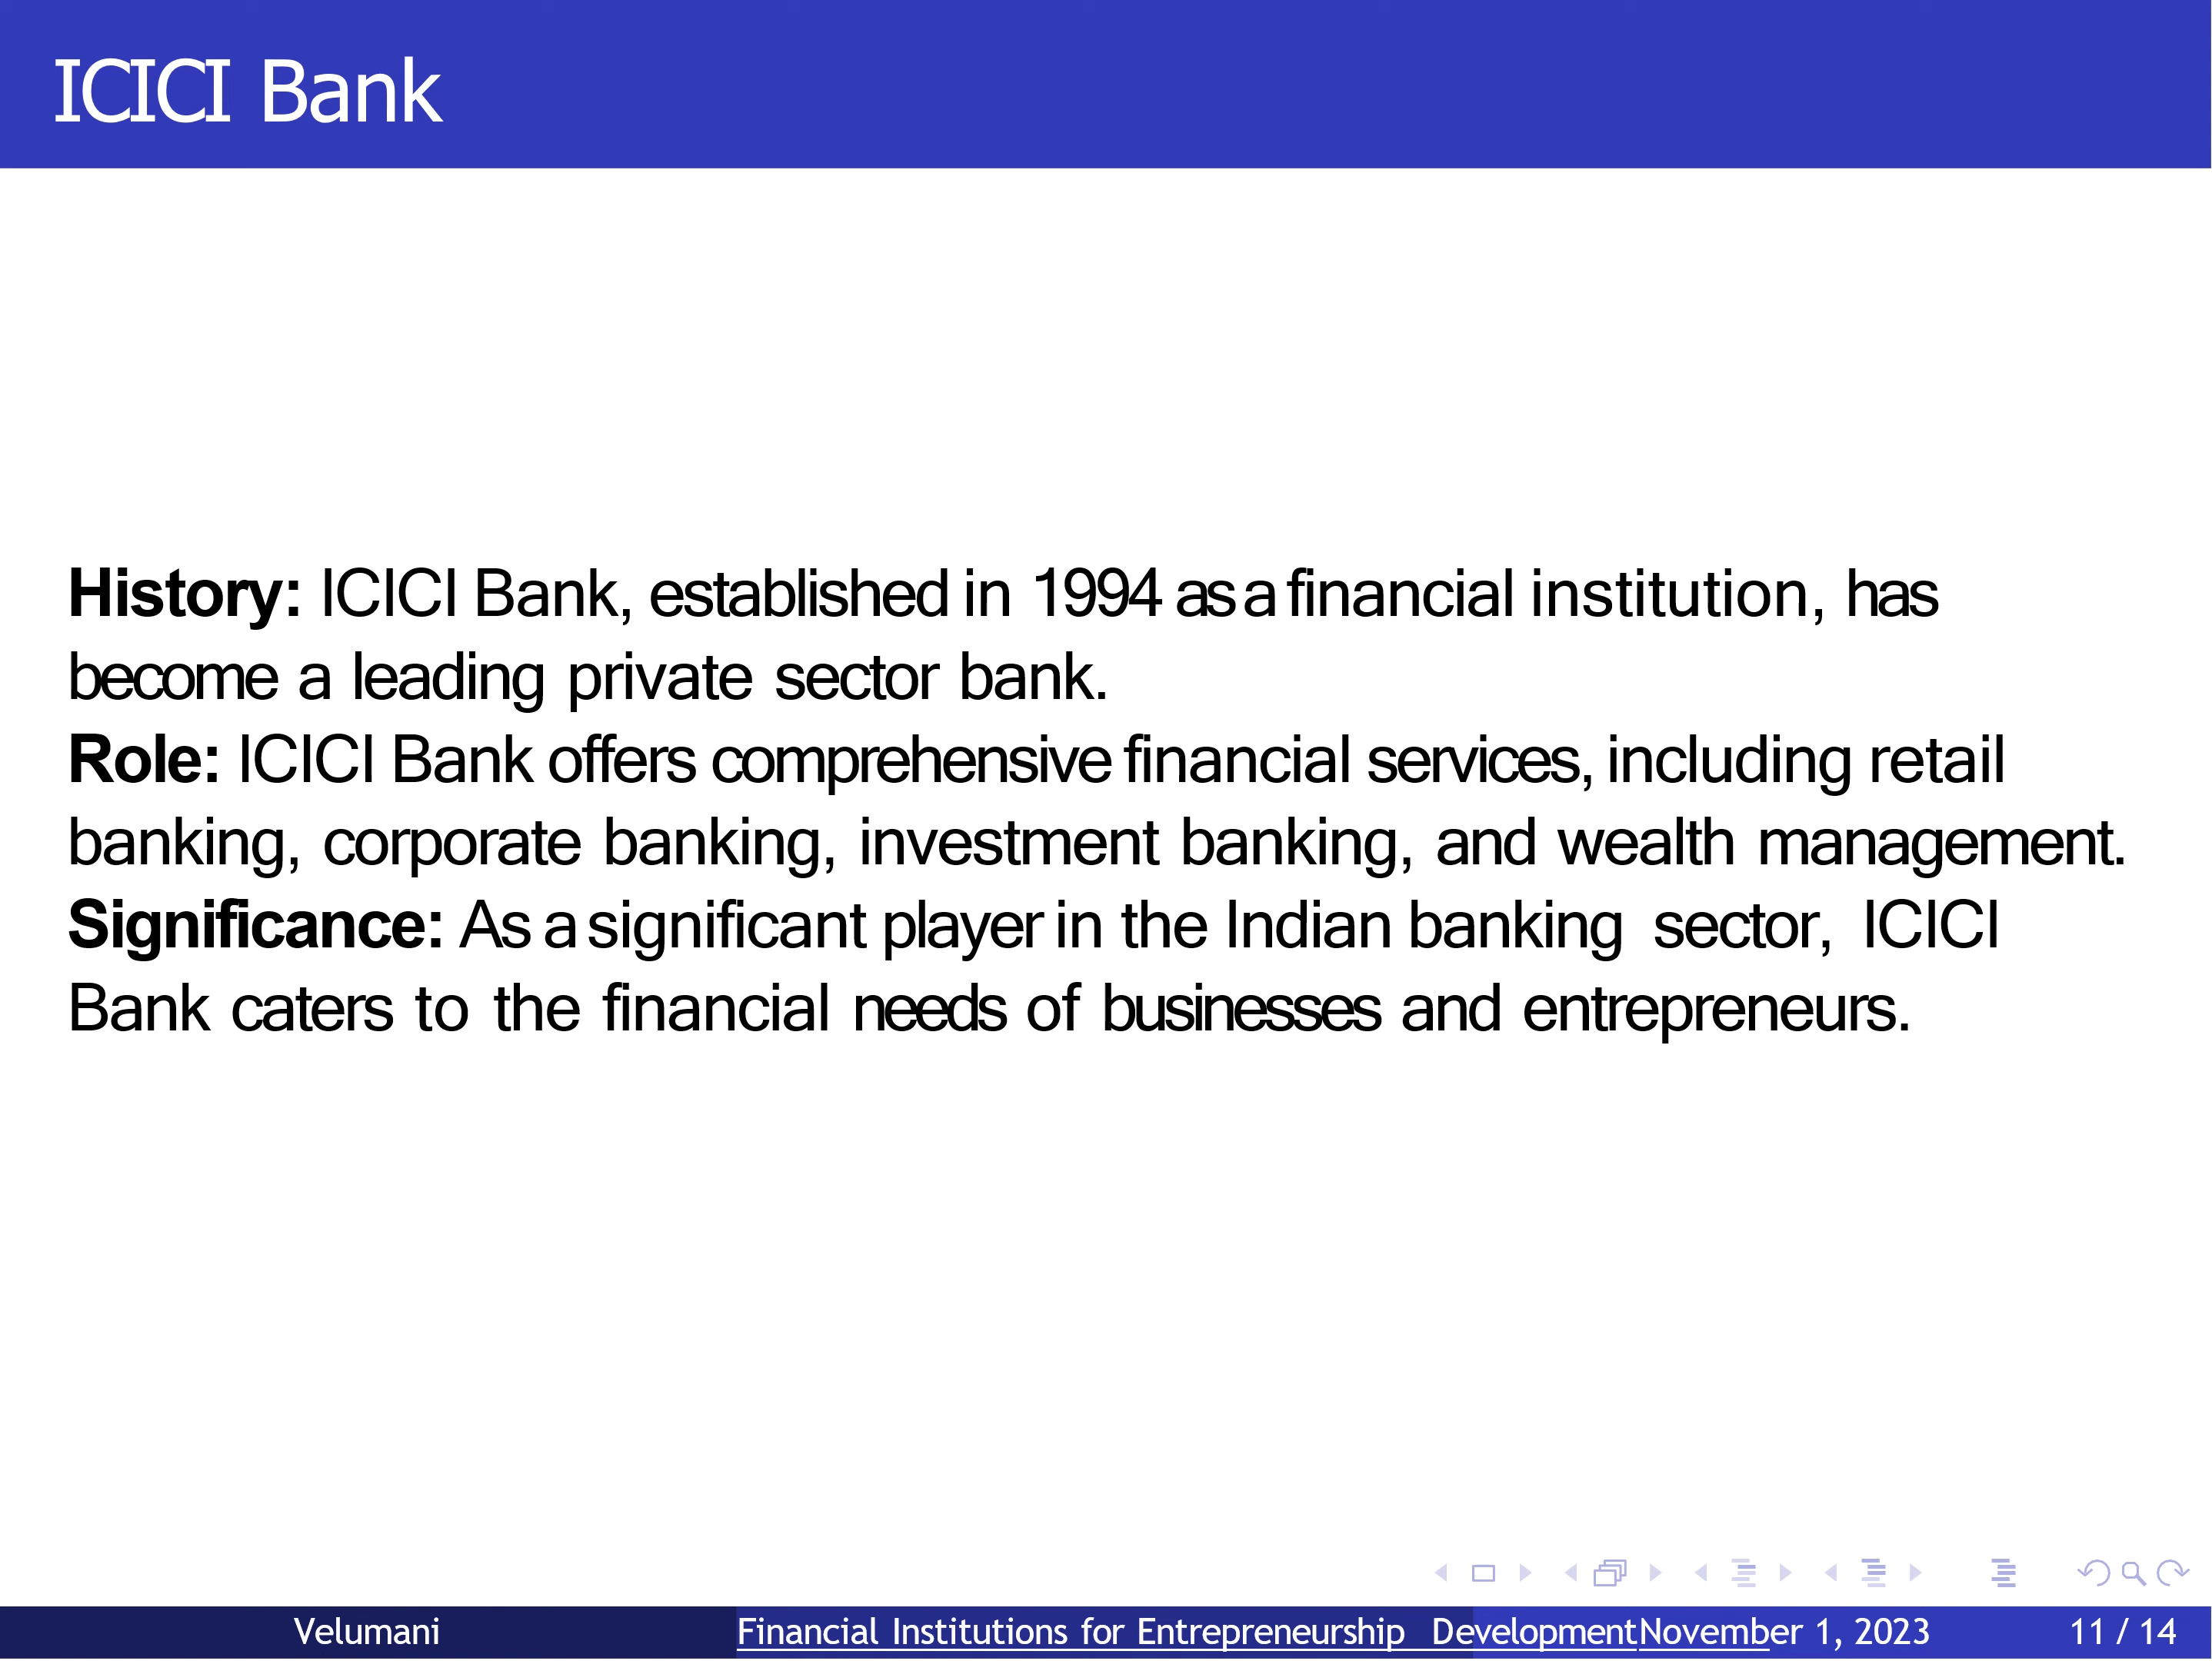 ICICI Bank
History: ICICI Bank, established in 1994 as a financial institution, has
become a leading private sector bank.
Role: ICICI Bank offers comprehensive financial services, including retail
banking, corporate banking, investment banking, and wealth management.
Significance: As a significant player in the Indian banking sector, ICICI
Bank caters to the financial needs of businesses and entrepreneurs.
Velumani Financial Institutions for Entrepreneurship Development November 1, 2023 11 / 14